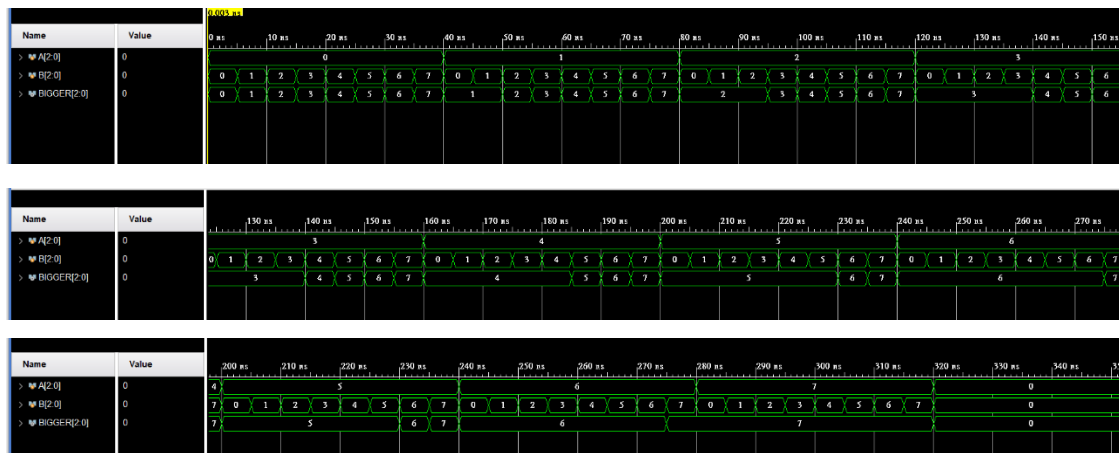 0.003 ns
Name Value 0 ns 10 ns 20 ns 30 ns 40 ns 50 ns 60 ns 70 ns 80 ns 90 ns 100 ns 110 ns 120 ns 130 ns 140 ns 150 ns
> A[2:0] 0 0 1 2 3
> B[2:0] 0 0 1 2 3 4 5 6 7 0 1 2 3 4 5 6 7 0 1 2 3 4 5 6 7 0 1 2 3 4 5 6
> BIGGER[2:0] 0 0 1 2 3 4 5 6 7 1 2 3 4 5 6 7 2 3 4 5 6 7 3 4 5 6
Name Value 130 ns 140 ns 150 ns 160 ns 170 ns 180 ns 190 ns 200 ns 210 ns 220 ns 230 ns 240 ns 250 ns 260 ns 270 ns
> A[2:0] 0 3 4 5 6
> B[2:0] 0 0 1 2 3 4 5 6 7 0 1 2 3 4 5 6 7 0 1 2 3 4 5 6 7 0 1 2 3 4 5 6 7
> BIGGER[2:0] 0 3 4 5 6 7 4 5 6 7 5 6 7 6 7
Name Value 200 ns 210 ns 220 ns 230 ns 240 ns 250 ns 260 ns 270 ns 280 ns 290 ns 300 ns 310 ns 320 ns 330 ns 340 ns
> A[2:0] 0 4 5 6 7 0
> B[2:0] 0 7 0 1 2 3 4 5 6 7 0 1 2 3 4 5 6 7 0 1 2 3 4 5 6 7 0
> BIGGER[2:0] 0 7 5 6 7 6 7 0